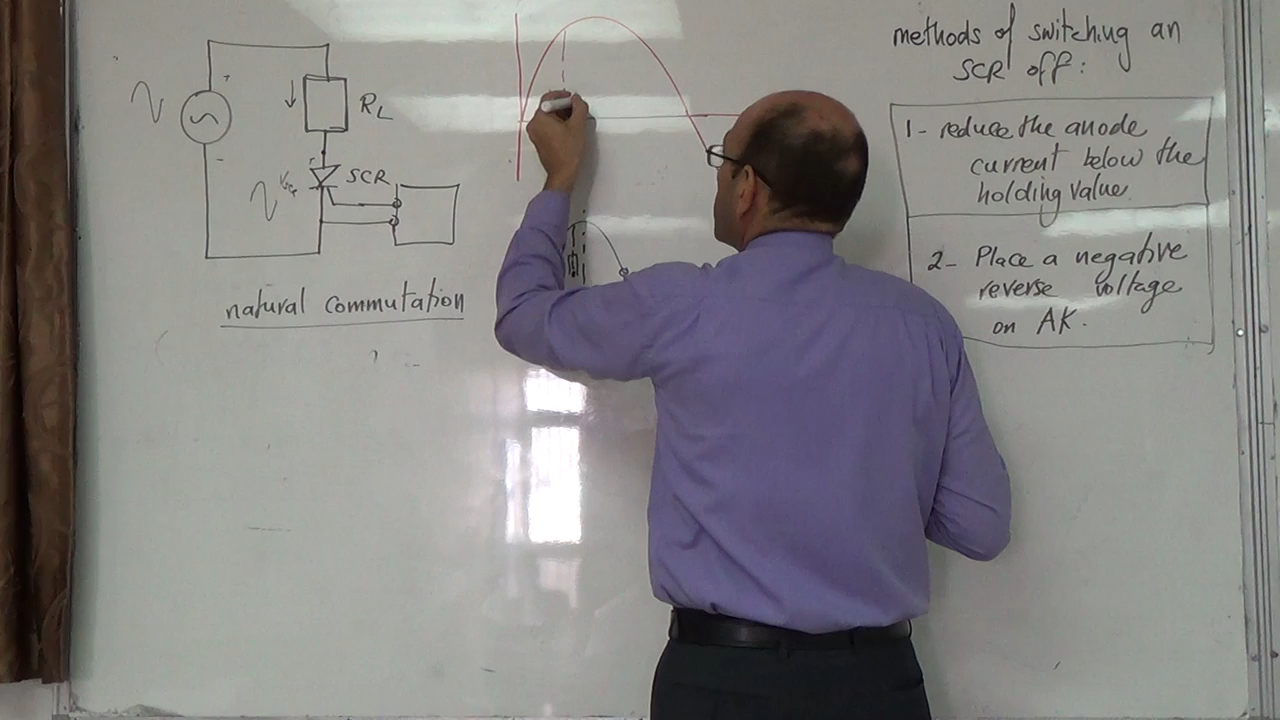 methods of switching an
SCR off:
1- reduce the anode
current below the
holding value.
2- Place a negative
reverse voltage
on AK.
RL
SCR
natural commutation